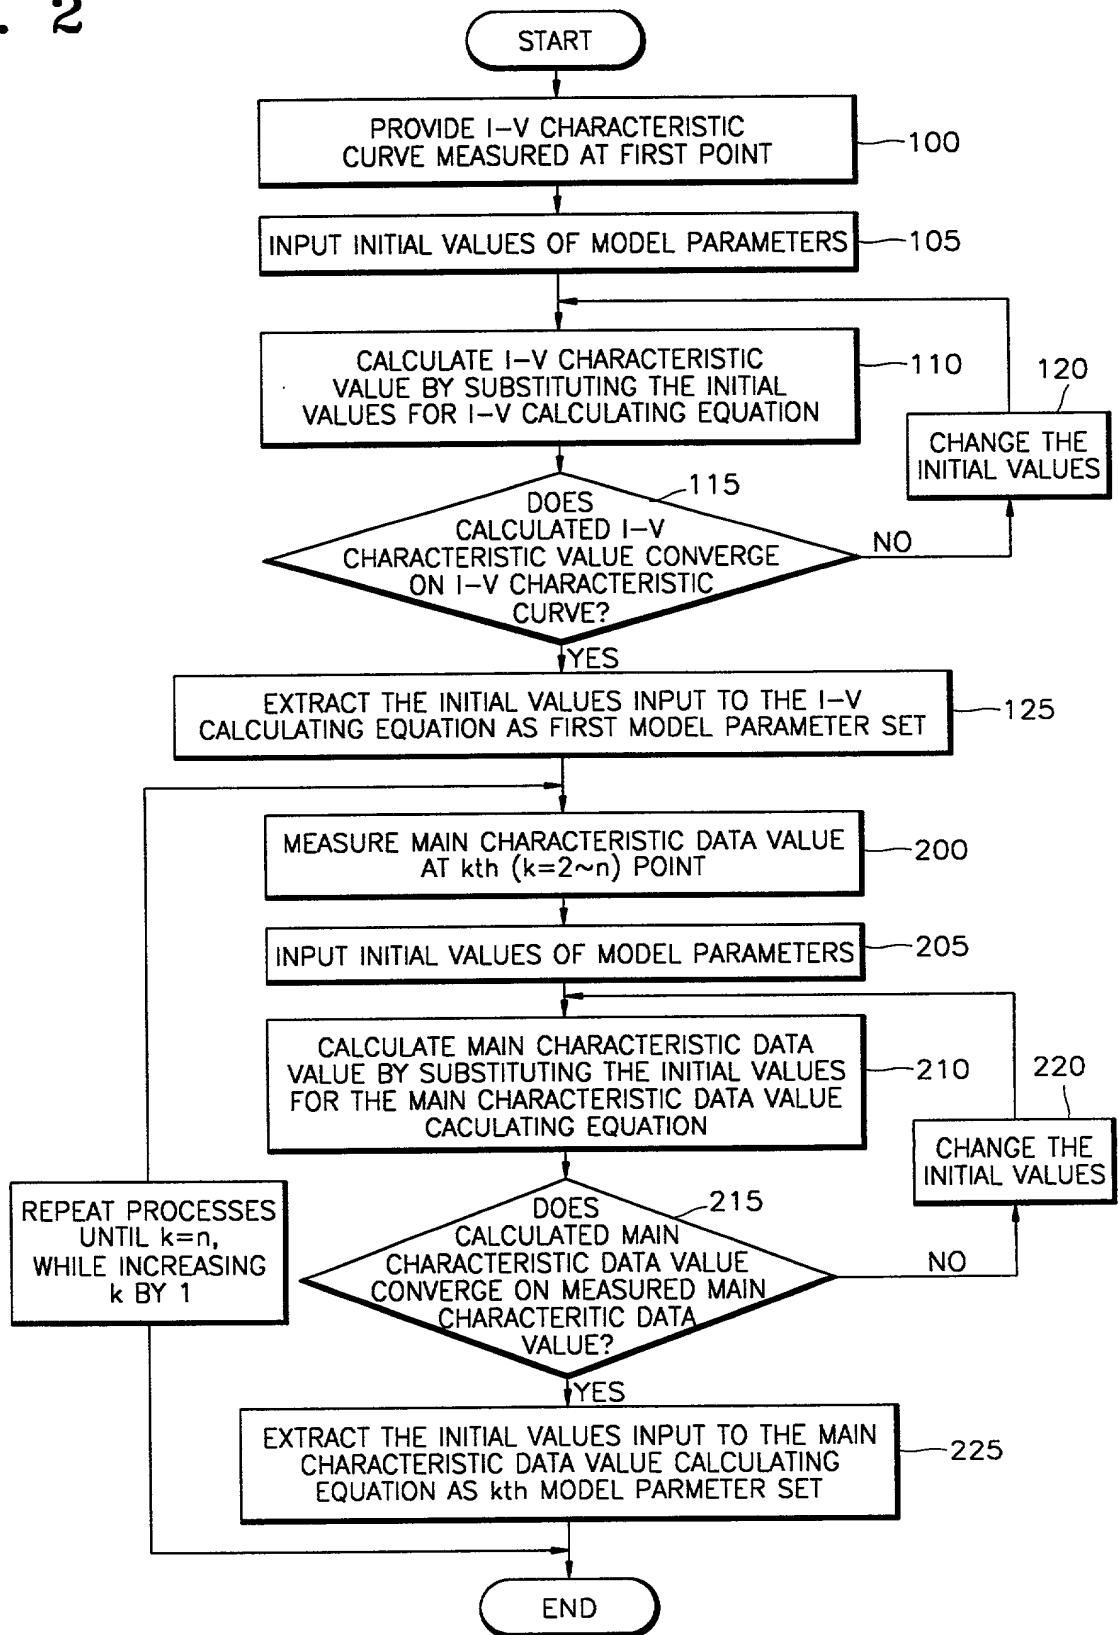 . 2
START
PROVIDE I-V CHARACTERISTIC
CURVE MEASURED AT FIRST POINT
100
INPUT INITIAL VALUES OF MODEL PARAMETERS
105
CALCULATE I-V CHARACTERISTIC
VALUE BY SUBSTITUTING THE INITIAL
VALUES FOR I-V CALCULATING EQUATION
110
120
CHANGE THE
INITIAL VALUES
115
DOES
CALCULATED I-V
CHARACTERISTIC VALUE CONVERGE
ON I-V CHARACTERISTIC
CURVE?
NO
YES
EXTRACT THE INITIAL VALUES INPUT TO THE I-V
CALCULATING EQUATION AS FIRST MODEL PARAMETER SET
125
MEASURE MAIN CHARACTERISTIC DATA VALUE
AT kth (k=2~n) POINT
200
INPUT INITIAL VALUES OF MODEL PARAMETERS
205
CALCULATE MAIN CHARACTERISTIC DATA
VALUE BY SUBSTITUTING THE INITIAL VALUES
FOR THE MAIN CHARACTERISTIC DATA VALUE
CACULATING EQUATION
210
220
CHANGE THE
INITIAL VALUES
REPEAT PROCESSES
UNTIL k=n,
WHILE INCREASING
k BY 1
215
DOES
CALCULATED MAIN
CHARACTERISTIC DATA VALUE
CONVERGE ON MEASURED MAIN
CHARACTERITIC DATA
VALUE?
NO
YES
EXTRACT THE INITIAL VALUES INPUT TO THE MAIN
CHARACTERISTIC DATA VALUE CALCULATING
EQUATION AS kth MODEL PARMETER SET
225
END